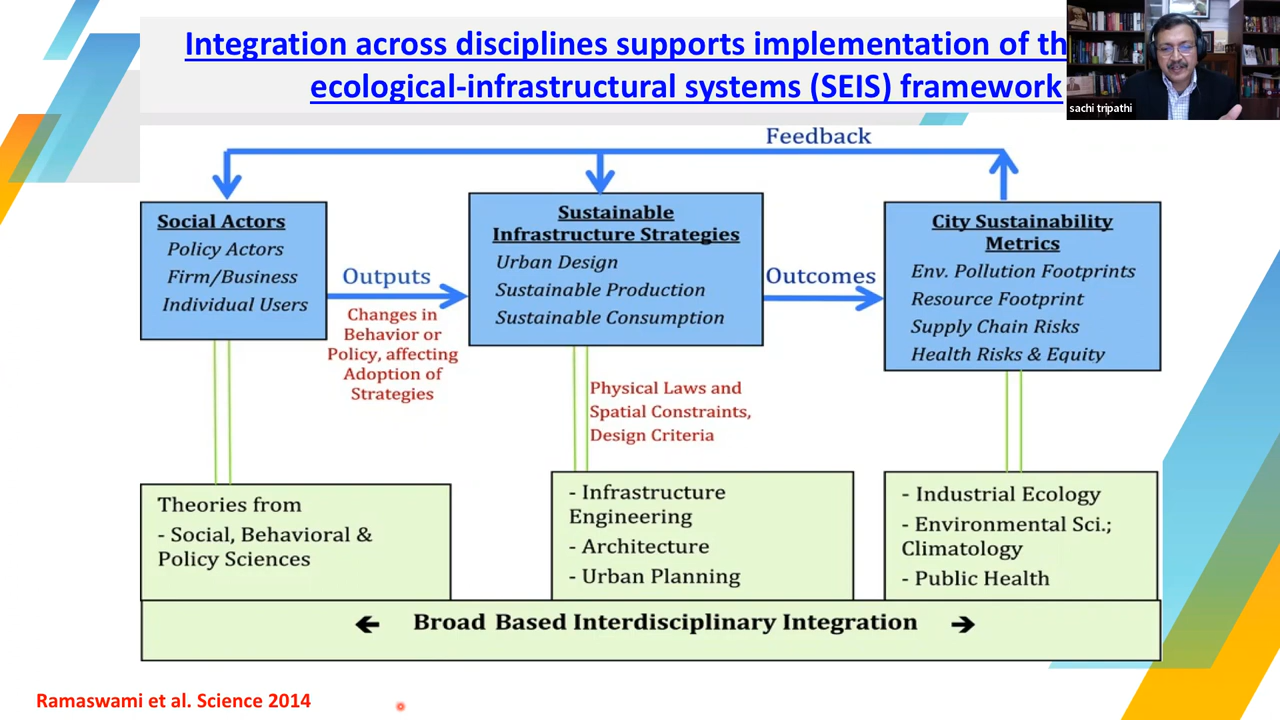 Integration across disciplines supports implementation of th
ecological-infrastructural systems (SEIS) framework
sachi tripathi
Feedback
Social Actors
Policy Actors
Firm/Business
Individual Users
Outputs
Changes in
Behavior or
Policy, affecting
Adoption of
Strategies
Sustainable
Infrastructure Strategies
Urban Design
Sustainable Production
Sustainable Consumption
Outcomes
City Sustainability
Metrics
Env. Pollution Footprints
Resource Footprint
Supply Chain Risks
Health Risks & Equity
Physical Laws and
Spatial Constraints,
Design Criteria
Theories from
- Social, Behavioral &
Policy Sciences
- Infrastructure
Engineering
- Architecture
- Urban Planning
- Industrial Ecology
- Environmental Sci.;
Climatology
- Public Health
← Broad Based Interdisciplinary Integration →
Ramaswami et al. Science 2014